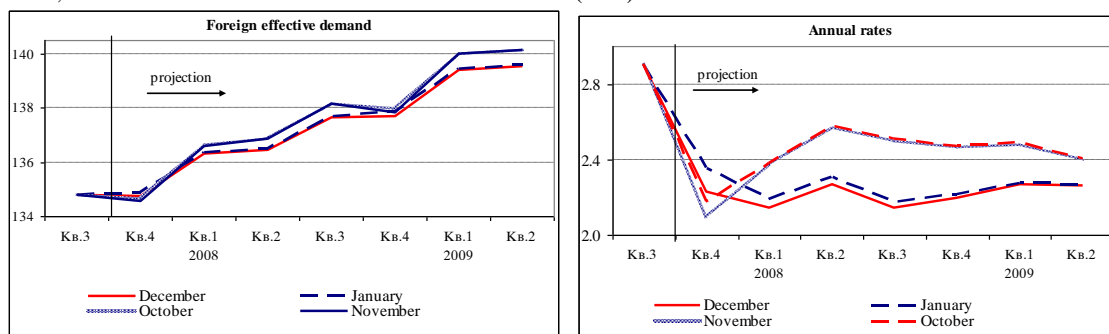 Foreign effective demand
140
138
136
134
projection
Кв.3 Кв.4 Кв.1 Кв.2 Кв.3 Кв.4 Кв.1 Кв.2
2008 2009
December January
October November
Annual rates
2.8
2.4
2.0
projection
Кв.3 Кв.4 Кв.1 Кв.2 Кв.3 Кв.4 Кв.1 Кв.2
2008 2009
December January
November October